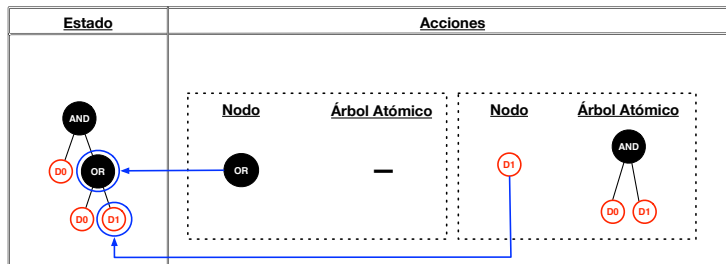 Estado Acciones
Nodo Árbol Atómico Nodo Árbol Atómico
AND AND
D0 OR OR – D1
D0 D1 D0 D1